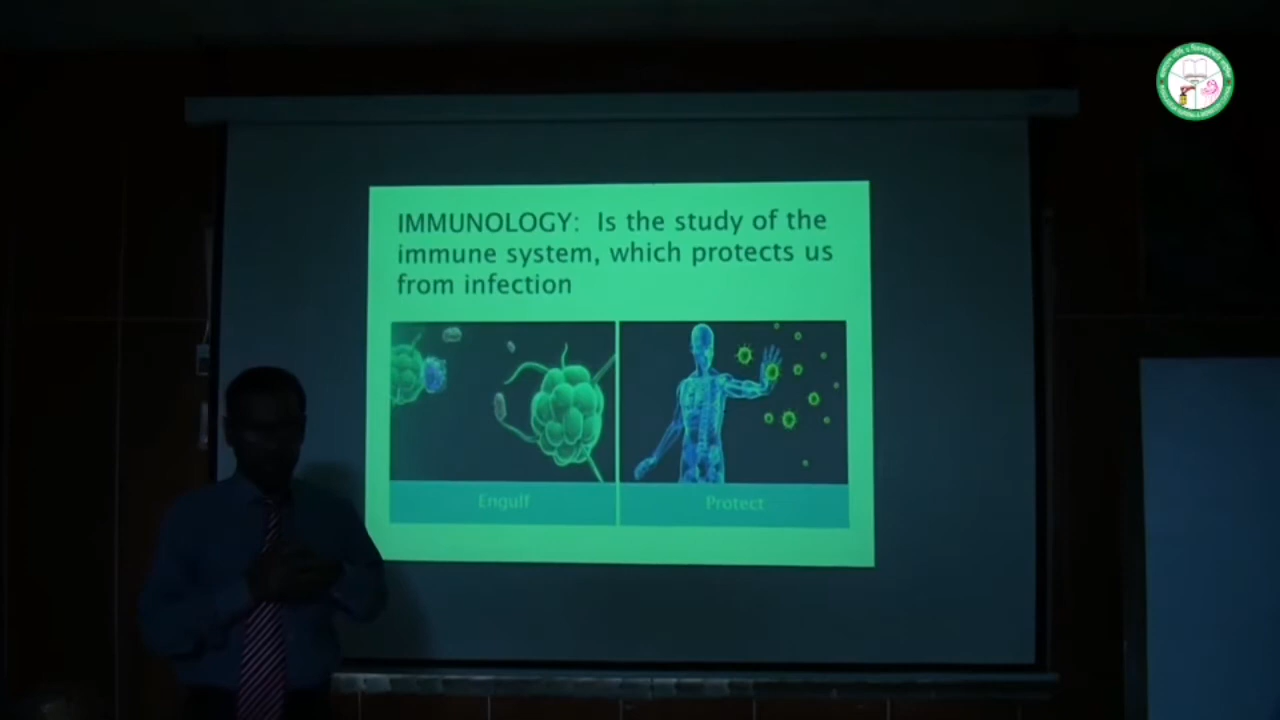 IMMUNOLOGY: Is the study of the
immune system, which protects us
from infection
Engulf
Protect